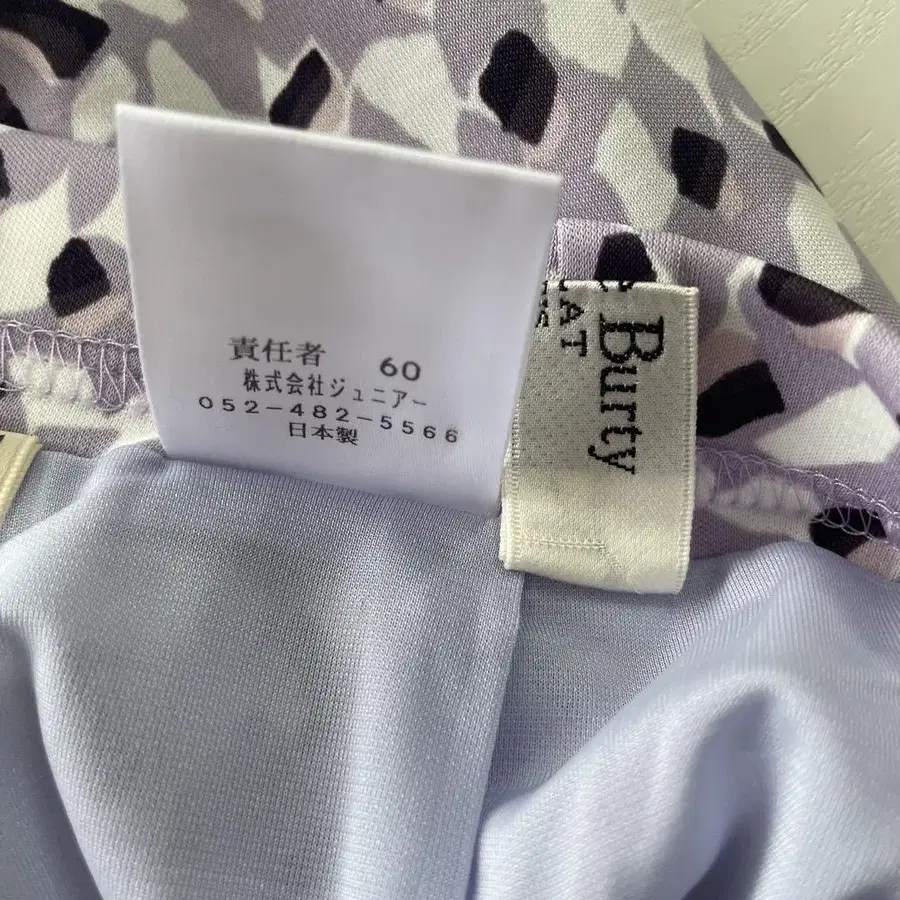 責任者 60
株式会社ジュニアー
052-482-5566
日本製
Burty